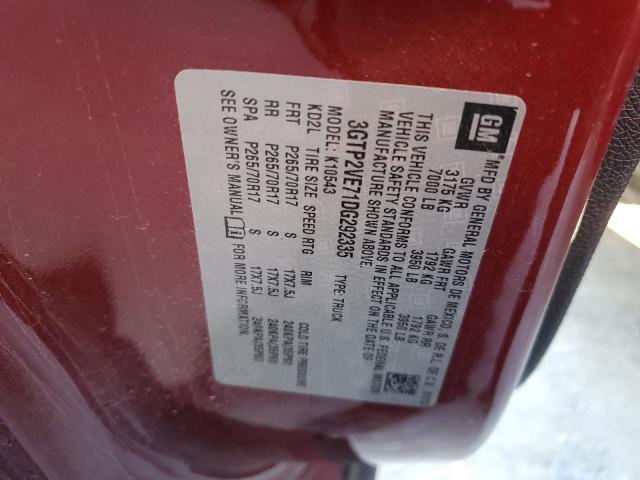 GM
MFD BY GENERAL MOTORS DE MEXICO, S. DE R.L. DE C.V.
GVWR GAWR FRT GAWR RR
3175 KG 1792 KG 1792 KG
7000 LB 3950 LB 3950 LB
THIS VEHICLE CONFORMS TO ALL APPLICABLE U.S. FEDERAL MOTOR
VEHICLE SAFETY STANDARDS IN EFFECT ON THE DATE OF
MANUFACTURE SHOWN ABOVE.
3GTP2VE71DG292335 TYPE: TRUCK
MODEL: K10543
KD2L TIRE SIZE SPEED RTG RIM COLD TIRE PRESSURE
FRT P265/70R17 S 17X7.5J 240KPA(35PSI)
RR P265/70R17 S 17X7.5J 240KPA(35PSI)
SPA P265/70R17 S 17X7.5J 240KPA(35PSI)
SEE OWNER'S MANUAL FOR MORE INFORMATION.